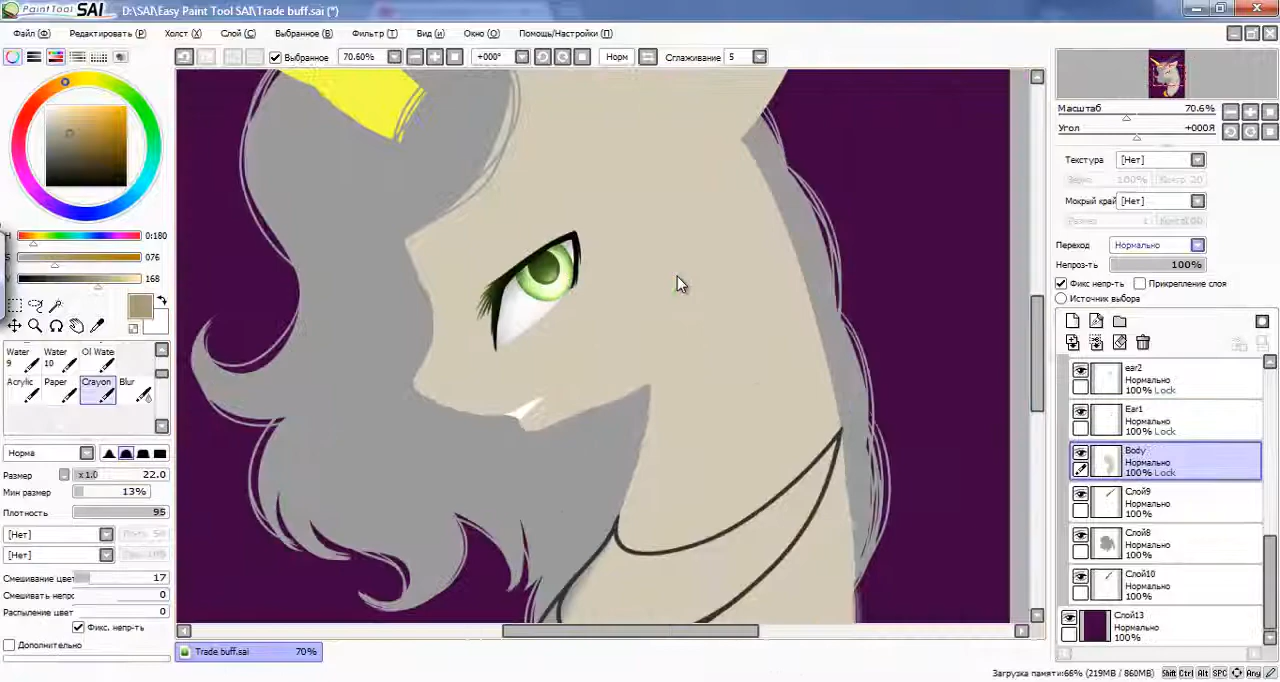 PaintTool SAI D:\SAI\Easy Paint Tool SAI\Trade buff.sai (*)
Файл (Ф) Редактировать (P) Холст (X) Слой (C) Выбранное (B) Фильтр (T) Вид (И) Окно (O) Помощь/Настройки (П)
Выбранное 70.60% +000° Норм Сглаживание 5
Масштаб 70.6%
Угол +000Я
Текстура [Нет]
100%
Мокрый край [Нет]
Переход Нормально
Непроз-ть 100%
Фикс непр-ть Прикрепление слоя
Источник выбора
H 0:180
S 076
V 168
Water 9 Water 10 Ol Wate
Acrylic Paper Crayon Blur
Норма
Размер x 1.0 22.0
Мин размер 13%
Плотность 95
[Нет]
[Нет]
Смешивание цвет 17
Смешивать непр 0
Распыление цвет 0
Фикс. непр-ть
Дополнительно
ear2
Нормально
100% Lock
Ear1
Нормально
100% Lock
Body
Нормально
100% Lock
Слой9
Нормально
100%
Слой8
Нормально
100%
Слой10
Нормально
100%
Слой13
Нормально
100%
Trade buff.sai 70%
Загрузка памяти:66% (219MB / 860MB) Shift Ctrl Alt SPC Any